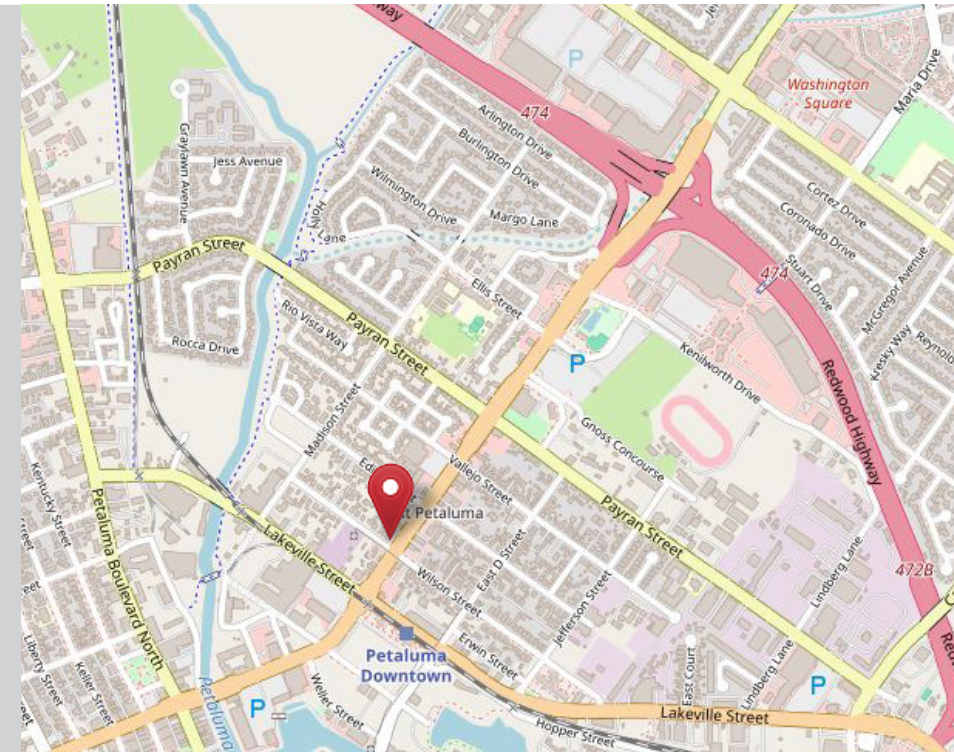 way
474
P
Washington
Square
Maria Drive
Arlington Drive
Burlington Drive
Graylawn Avenue
Jess Avenue
Wilmington Drive
Margo Lane
Holly Lane
Cortez Drive
Coronado Drive
Payran Street
Stuart Drive
McGregor Avenue
474
Ellis Street
Rio Vista Way
Payran Street
Rocca Drive
P
Kenilworth Drive
Kresky Way
Redwood Highway
Madison Street
Gnoss Concourse
Vallejo Street
Kentucky Street
Petaluma Boulevard North
t Petaluma
Payran Street
Lakeville Street
East D Street
Wilson Street
Jefferson Street
Lindberg Lane
472B
Erwin Street
Petaluma
Downtown
East Court
Lindberg Lane
Liberty Street
Keller Street
Petaluma
P
Weller Street
P
Lakeville Street
Hopper Street